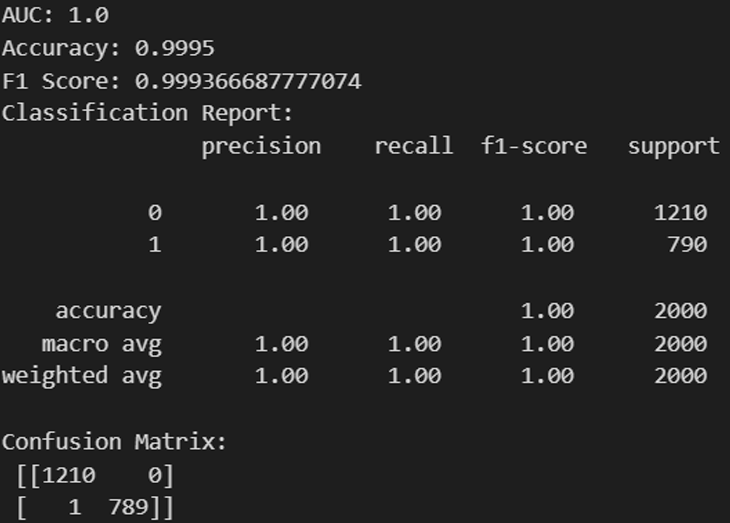 AUC: 1.0
Accuracy: 0.9995
F1 Score: 0.999366687777074
Classification Report:
precision recall f1-score support
0 1.00 1.00 1.00 1210
1 1.00 1.00 1.00 790
accuracy 1.00 2000
macro avg 1.00 1.00 1.00 2000
weighted avg 1.00 1.00 1.00 2000
Confusion Matrix:
[[1210 0]
[ 1 789]]